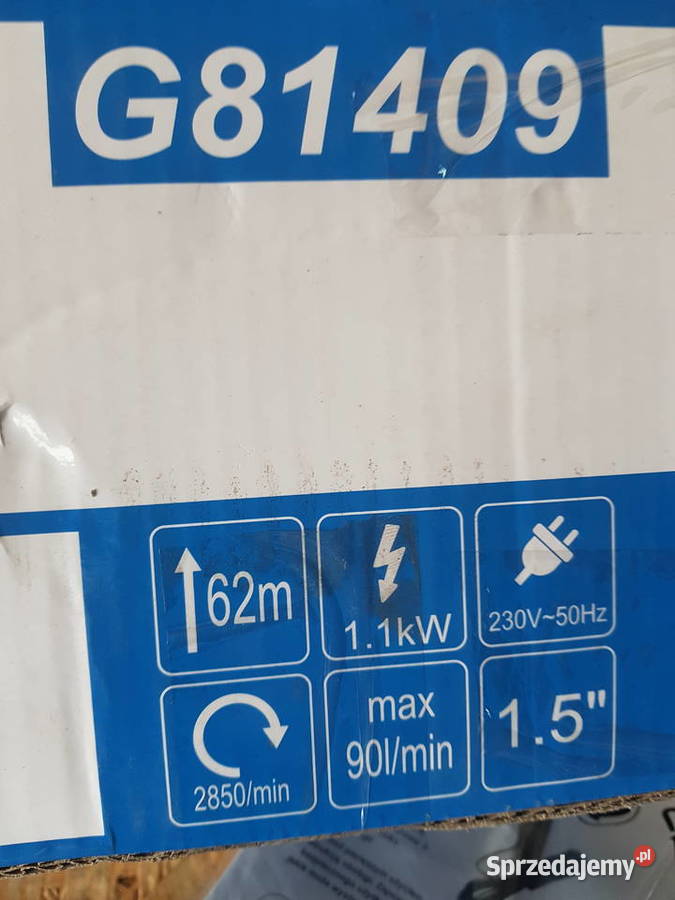 G81409
62m
1.1kW
230V~50Hz
2850/min
max
90l/min
1.5"
Sprzedajemy.pl